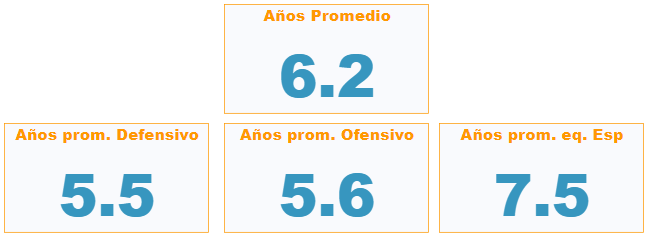 Años Promedio
6.2
Años prom. Defensivo
5.5
Años prom. Ofensivo
5.6
Años prom. eq. Esp
7.5